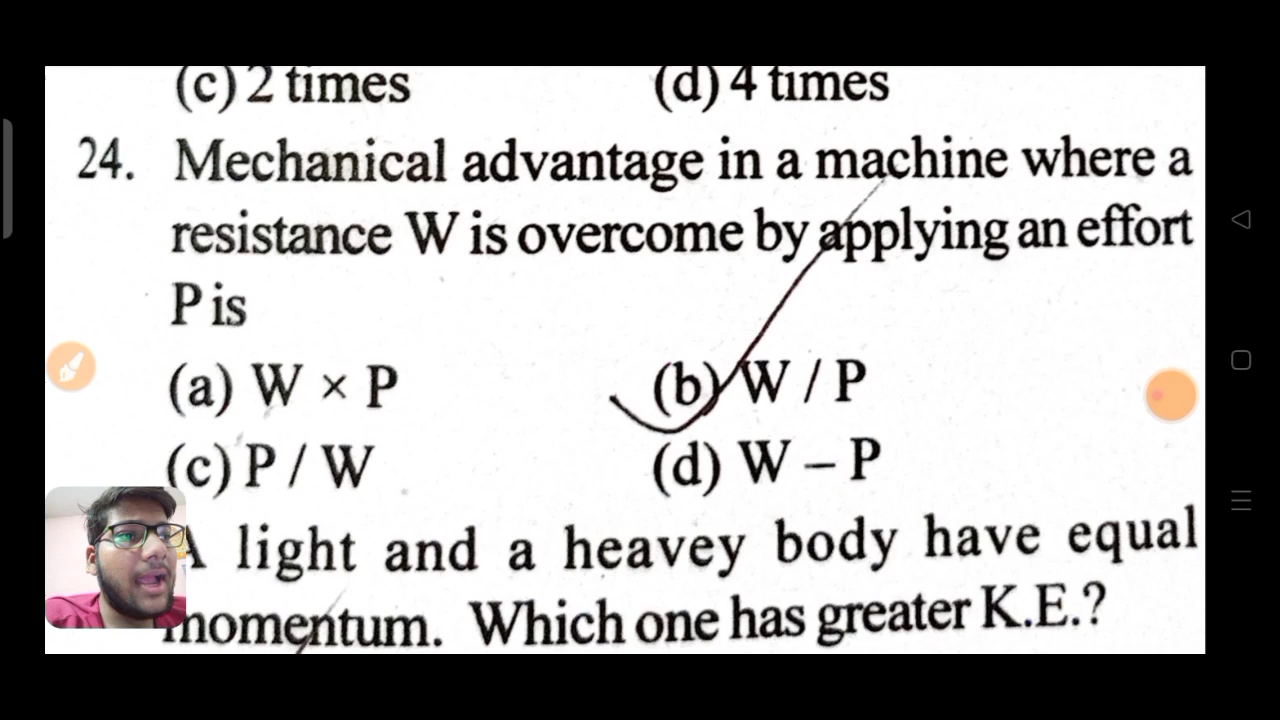 (c) 2 times (d) 4 times
24. Mechanical advantage in a machine where a
resistance W is overcome by applying an effort
P is
(a) W × P (b) W / P
(c) P / W (d) W – P
A light and a heavey body have equal
momentum. Which one has greater K.E.?